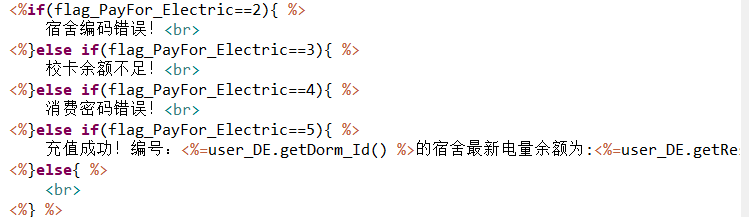 <%if(flag_PayFor_Electric==2){ %>
宿舍编码错误！<br>
<%}else if(flag_PayFor_Electric==3){ %>
校卡余额不足！<br>
<%}else if(flag_PayFor_Electric==4){ %>
消费密码错误！<br>
<%}else if(flag_PayFor_Electric==5){ %>
充值成功！编号：<%=user_DE.getDorm_Id() %>的宿舍最新电量余额为:<%=user_DE.getRe
<%}else{ %>
<br>
<%} %>